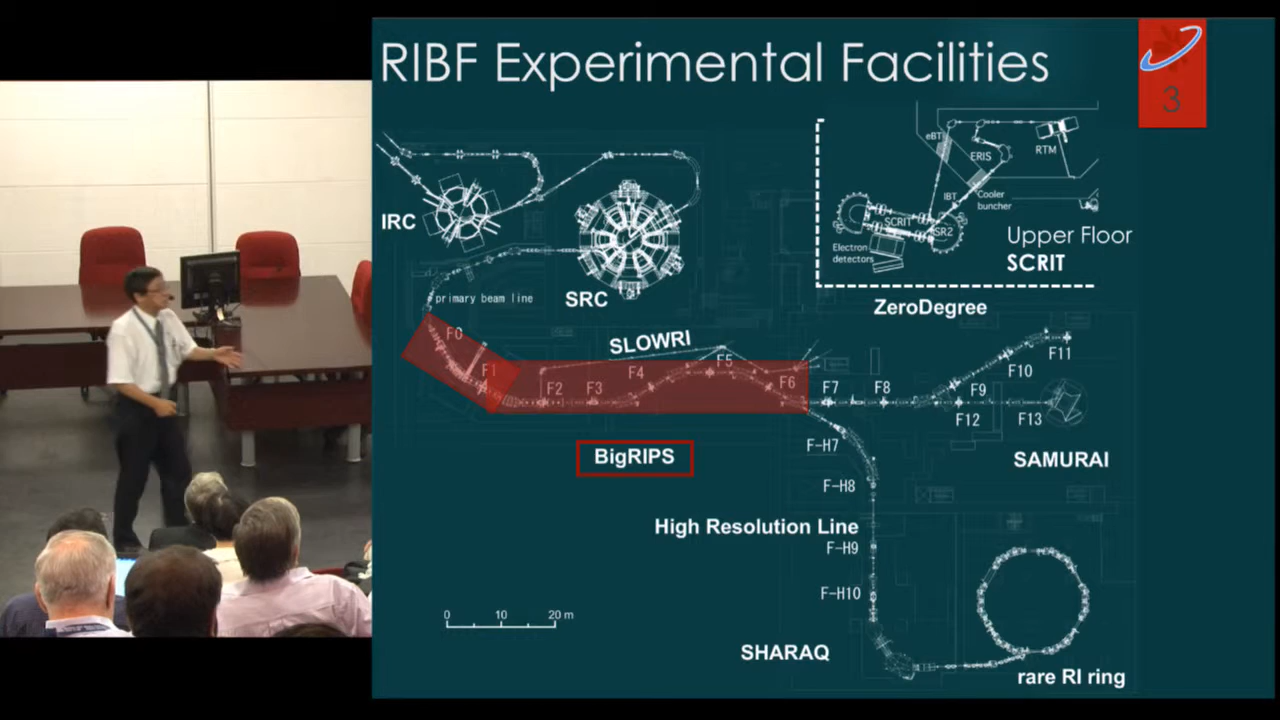 RIBF Experimental Facilities
3
eBT
ERIS
RTM
IBT
Cooler
buncher
IRC
SCRIT
SR2
Electron
detectors
Upper Floor
SCRIT
SRC
primary beam line
ZeroDegree
SLOWRI
F0
F1
F2
F3
F4
F5
F6
F7
F8
F9
F10
F11
F12
F13
F-H7
BigRIPS
SAMURAI
F-H8
High Resolution Line
F-H9
F-H10
0 10 20 m
SHARAQ
rare RI ring